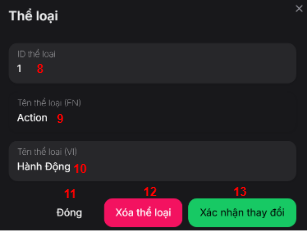 Thể loại
ID thể loại
1 8
Tên thể loại (EN)
Action 9
Tên thể loại (VI)
Hành Động 10
11 12 13
Đóng Xóa thể loại Xác nhận thay đổi